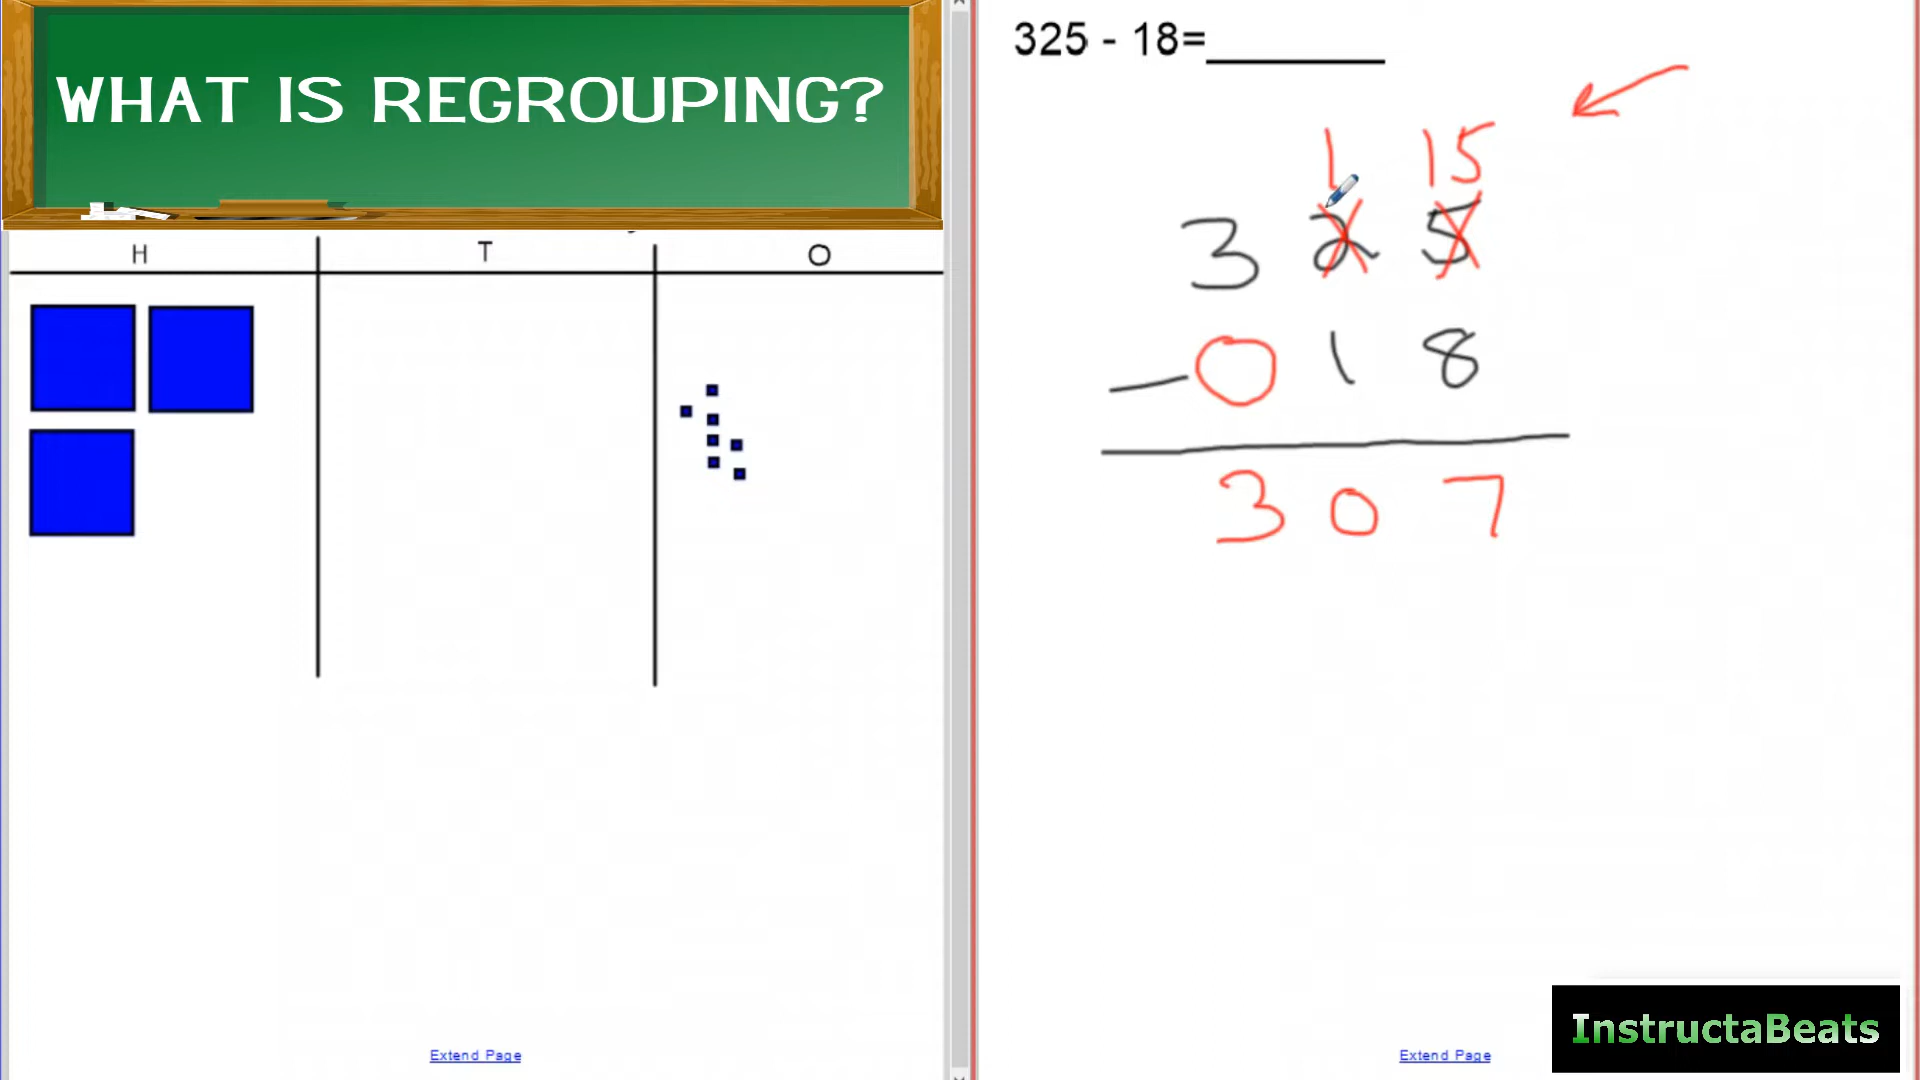 WHAT IS REGROUPING?
H T O
Extend Page
325 - 18=__________
1 15
3 2 5
- 0 1 8
3 0 7
Extend Page
InstructaBeats